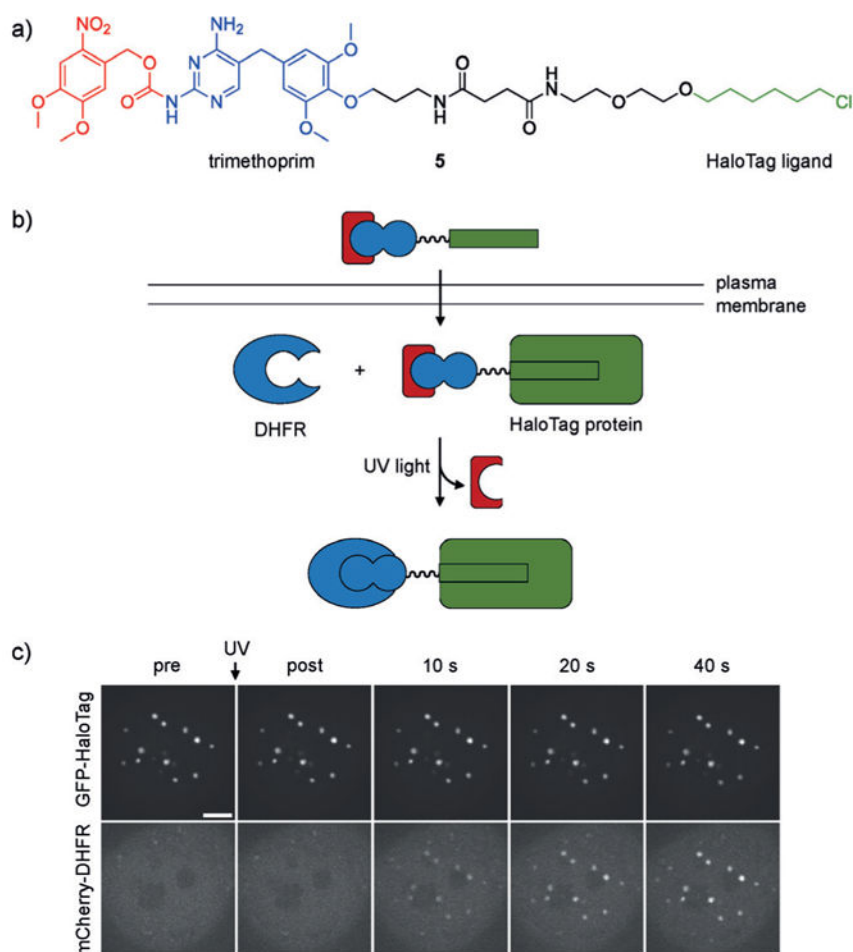 a)
NO₂
NH₂
O
O
O
O
N
N
NH
O
O
O
N
H
O
O
H
N
O
O
Cl
trimethoprim
5
HaloTag ligand
b)
plasma
membrane
+
DHFR
HaloTag protein
UV light
c)
UV
pre
post
10 s
20 s
40 s
GFP-HaloTag
mCherry-DHFR